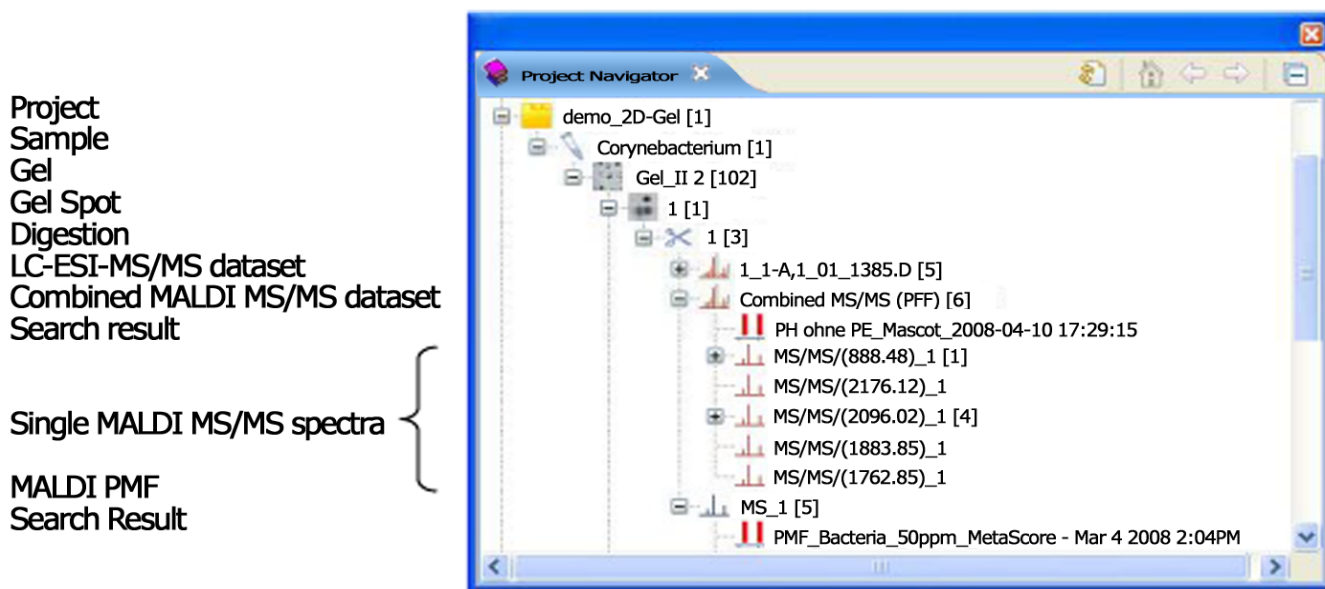 Project
Sample
Gel
Gel Spot
Digestion
LC-ESI-MS/MS dataset
Combined MALDI MS/MS dataset
Search result
Single MALDI MS/MS spectra
MALDI PMF
Search Result
Project Navigator
demo_2D-Gel [1]
Corynebacterium [1]
Gel_II 2 [102]
1 [1]
1 [3]
1_1-A,1_01_1385.D [5]
Combined MS/MS (PFF) [6]
PH ohne PE_Mascot_2008-04-10 17:29:15
MS/MS/(888.48)_1 [1]
MS/MS/(2176.12)_1
MS/MS/(2096.02)_1 [4]
MS/MS/(1883.85)_1
MS/MS/(1762.85)_1
MS_1 [5]
PMF_Bacteria_50ppm_MetaScore - Mar 4 2008 2:04PM